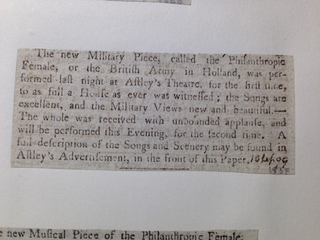 The new Military Piece, called the Philanthropic
Female, or the British Army in Holland, was per-
formed last night at Astley's Theatre, for the first time,
to as full a House as ever was witnessed; the Songs are
excellent, and the Military Views new and beautiful.—
The whole was received with unbounded applause, and
will be performed this Evening, for the second time. A
full description of the Songs and Scenery may be found in
Astley's Advertisement, in the front of this Paper.
new Musical Piece of the Philanthropic Female,